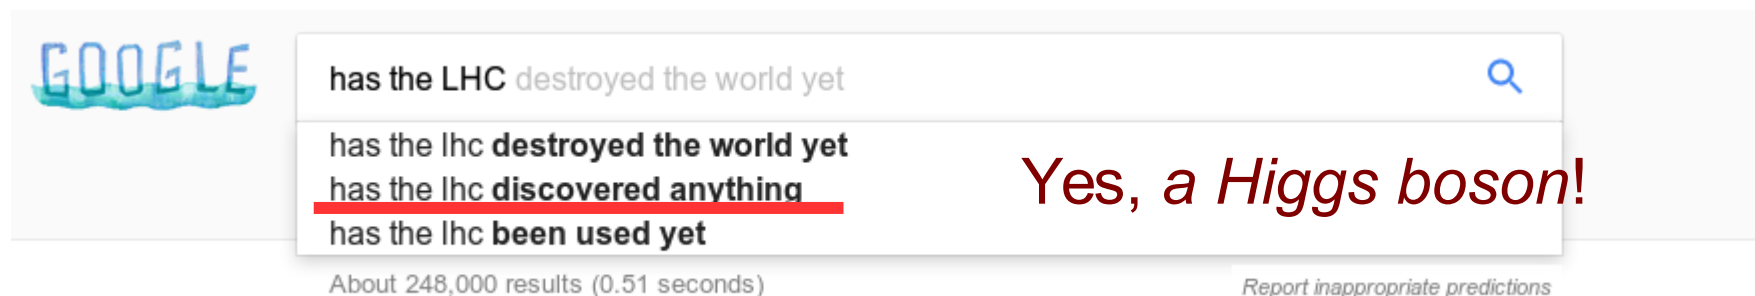 GOOGLE
has the LHC destroyed the world yet
has the lhc destroyed the world yet
has the lhc discovered anything
Yes, a Higgs boson!
has the lhc been used yet
About 248,000 results (0.51 seconds)
Report inappropriate predictions